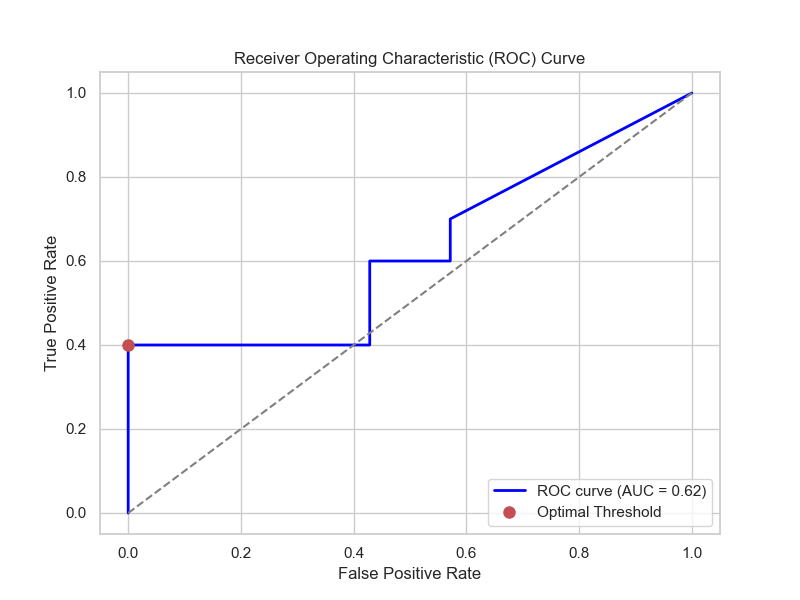 Receiver Operating Characteristic (ROC) Curve
True Positive Rate
1.0
0.8
0.6
0.4
0.2
0.0
ROC curve (AUC = 0.62)
Optimal Threshold
0.0 0.2 0.4 0.6 0.8 1.0
False Positive Rate